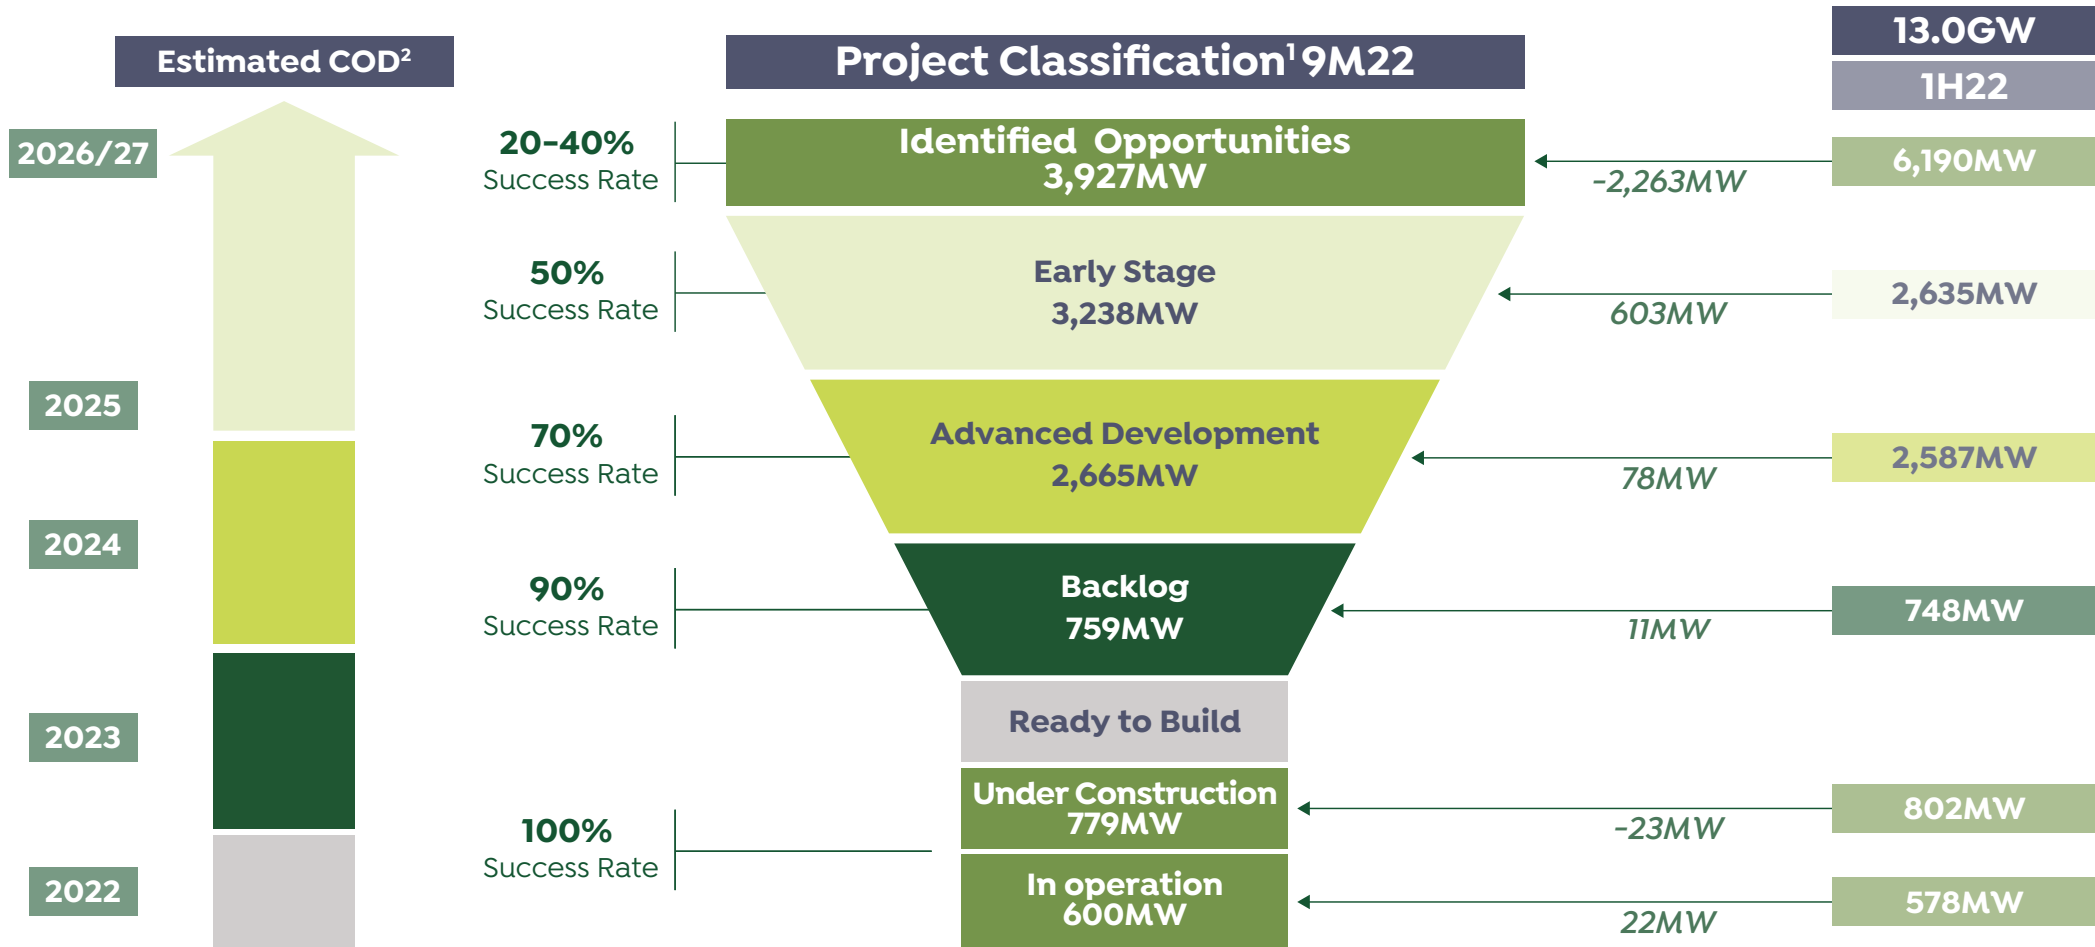 Estimated COD²
Project Classification¹ 9M22
13.0GW
1H22
2026/27
20-40%
Success Rate
Identified Opportunities
3,927MW
-2,263MW
6,190MW
50%
Success Rate
Early Stage
3,238MW
603MW
2,635MW
2025
70%
Success Rate
Advanced Development
2,665MW
78MW
2,587MW
2024
90%
Success Rate
Backlog
759MW
11MW
748MW
2023
Ready to Build
100%
Success Rate
Under Construction
779MW
-23MW
802MW
2022
In operation
600MW
22MW
578MW